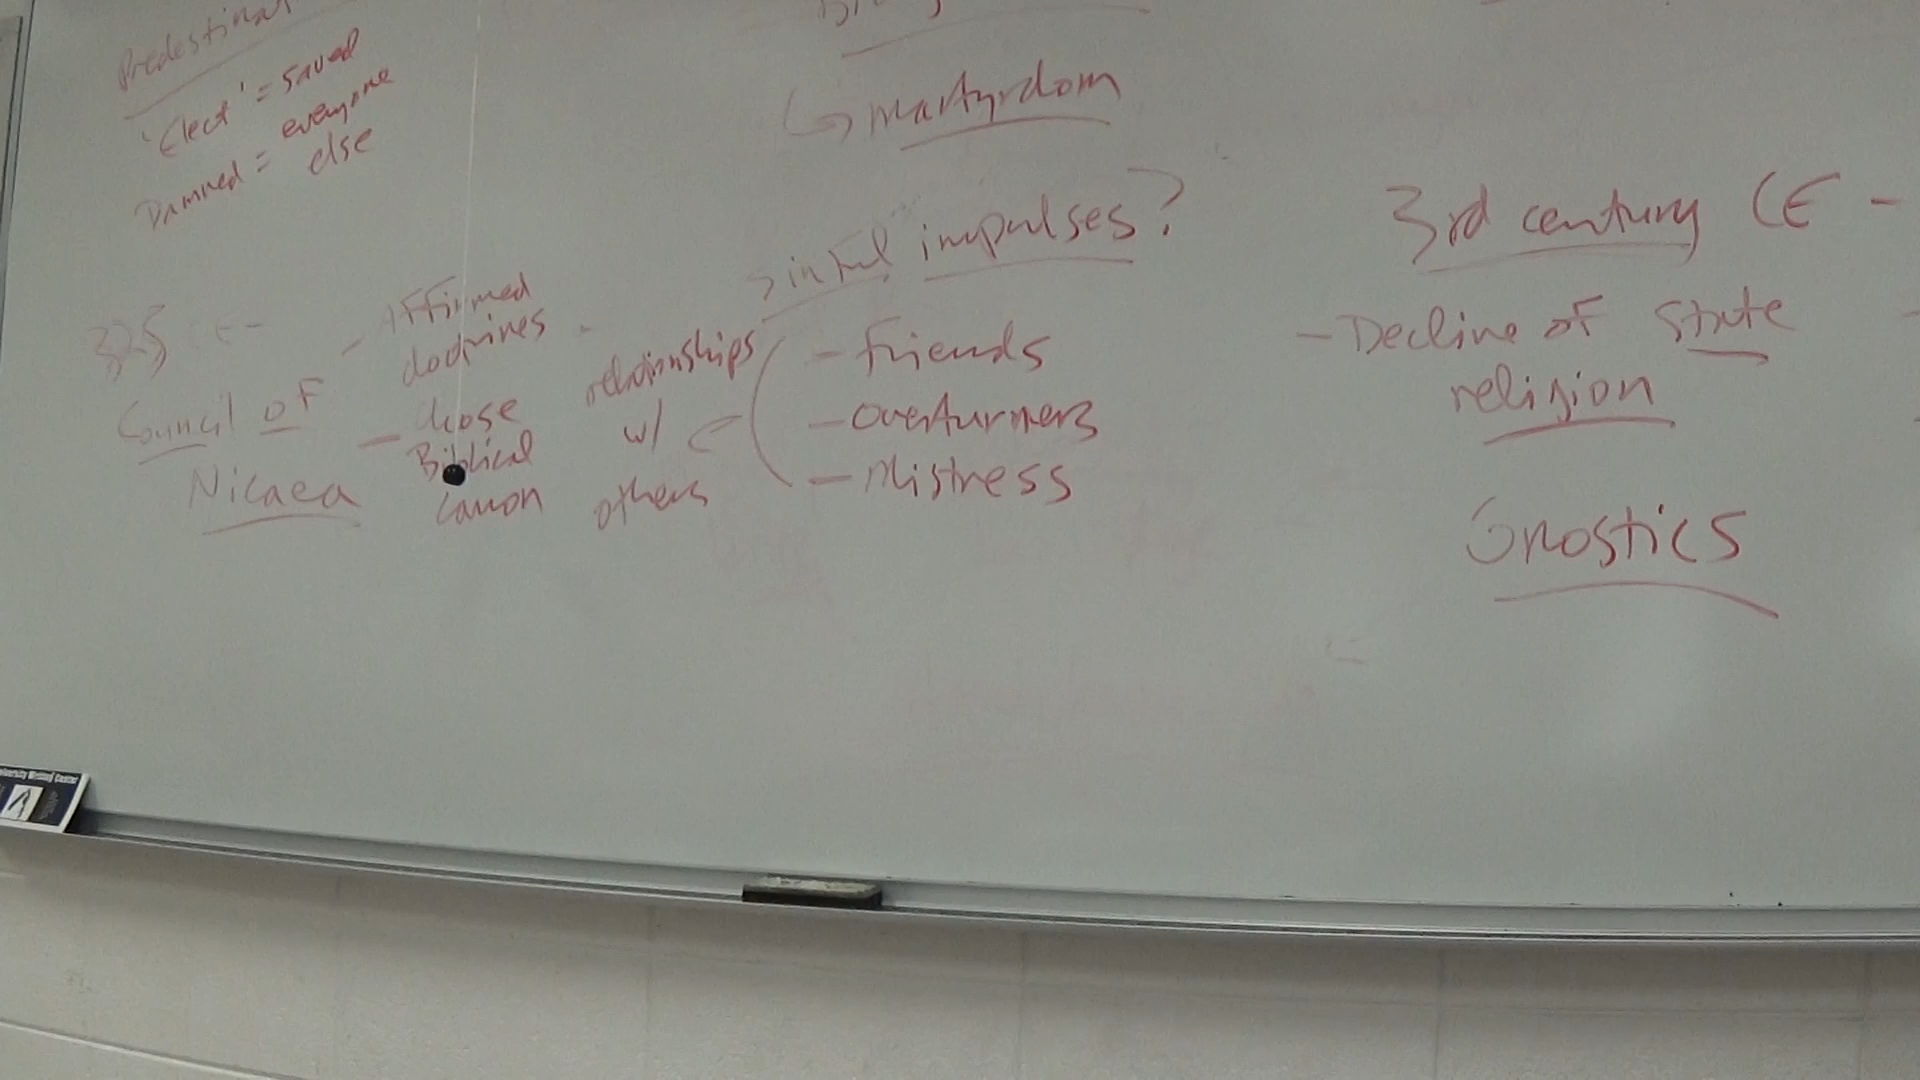 'Elect' = saved
Damned = everyone
else
↳ martyrdom
sinful impulses?
325 CE -
Council of
Nicaea
- Affirmed
doctrines
- chose
Biblical
canon
relationships
w/
others
- friends
- overturners
- Mistress
3rd century CE -
- Decline of state
religion
Gnostics